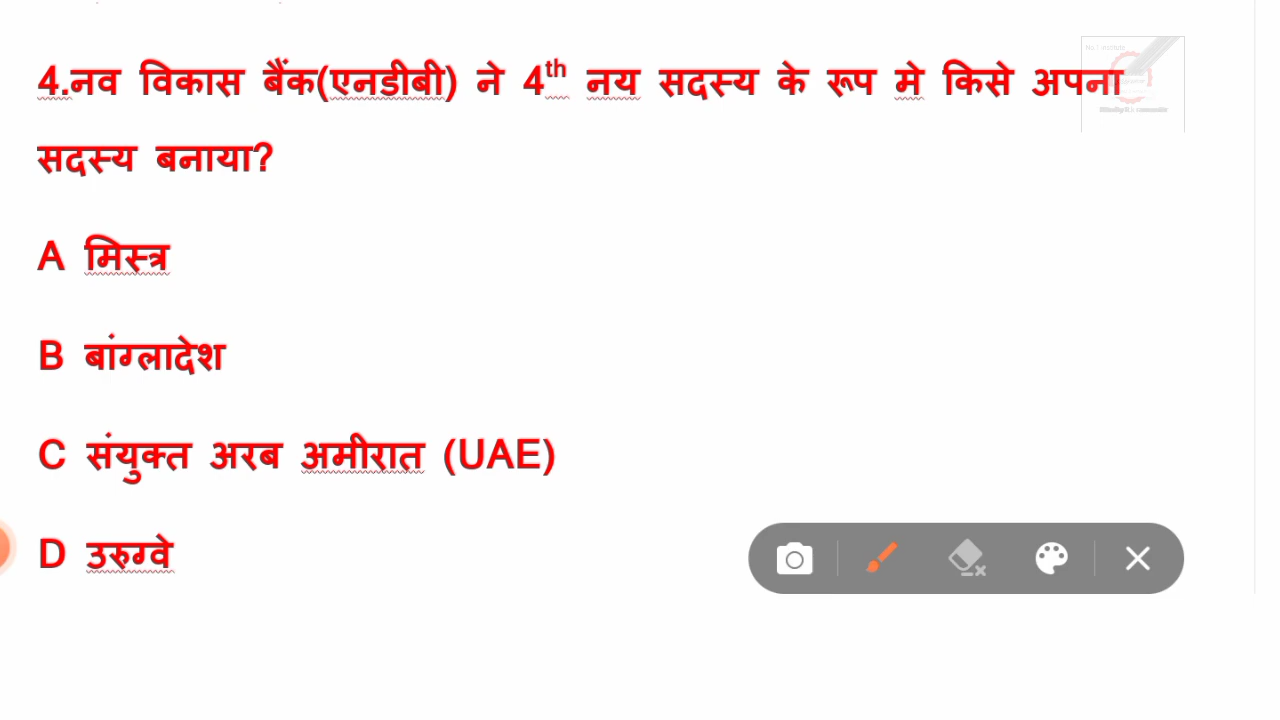 4.नव विकास बैंक(एनडीबी) ने 4th नय सदस्य के रूप मे किसे अपना
सदस्य बनाया?
A मिस्त्र
B बांग्लादेश
C संयुक्त अरब अमीरात (UAE)
D उरुग्वे